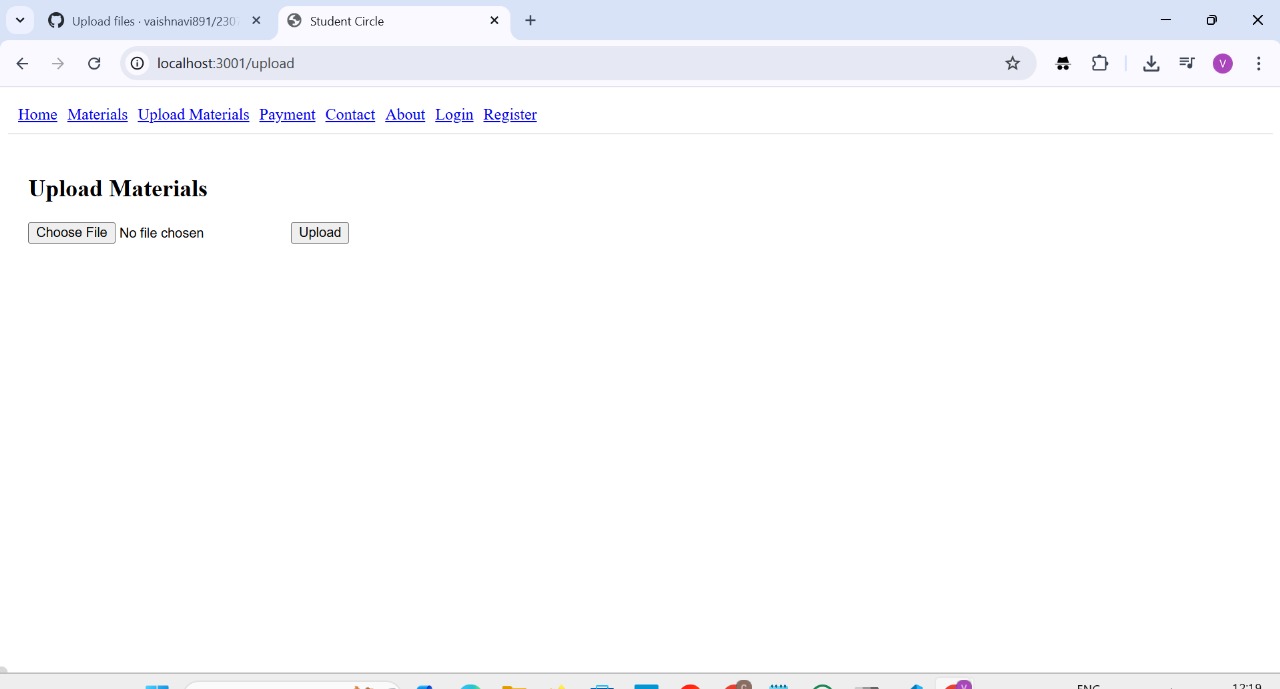 Upload files · vaishnavi891/230
Student Circle
localhost:3001/upload
V
Home Materials Upload Materials Payment Contact About Login Register
Upload Materials
Choose File No file chosen Upload
ENG 12:19